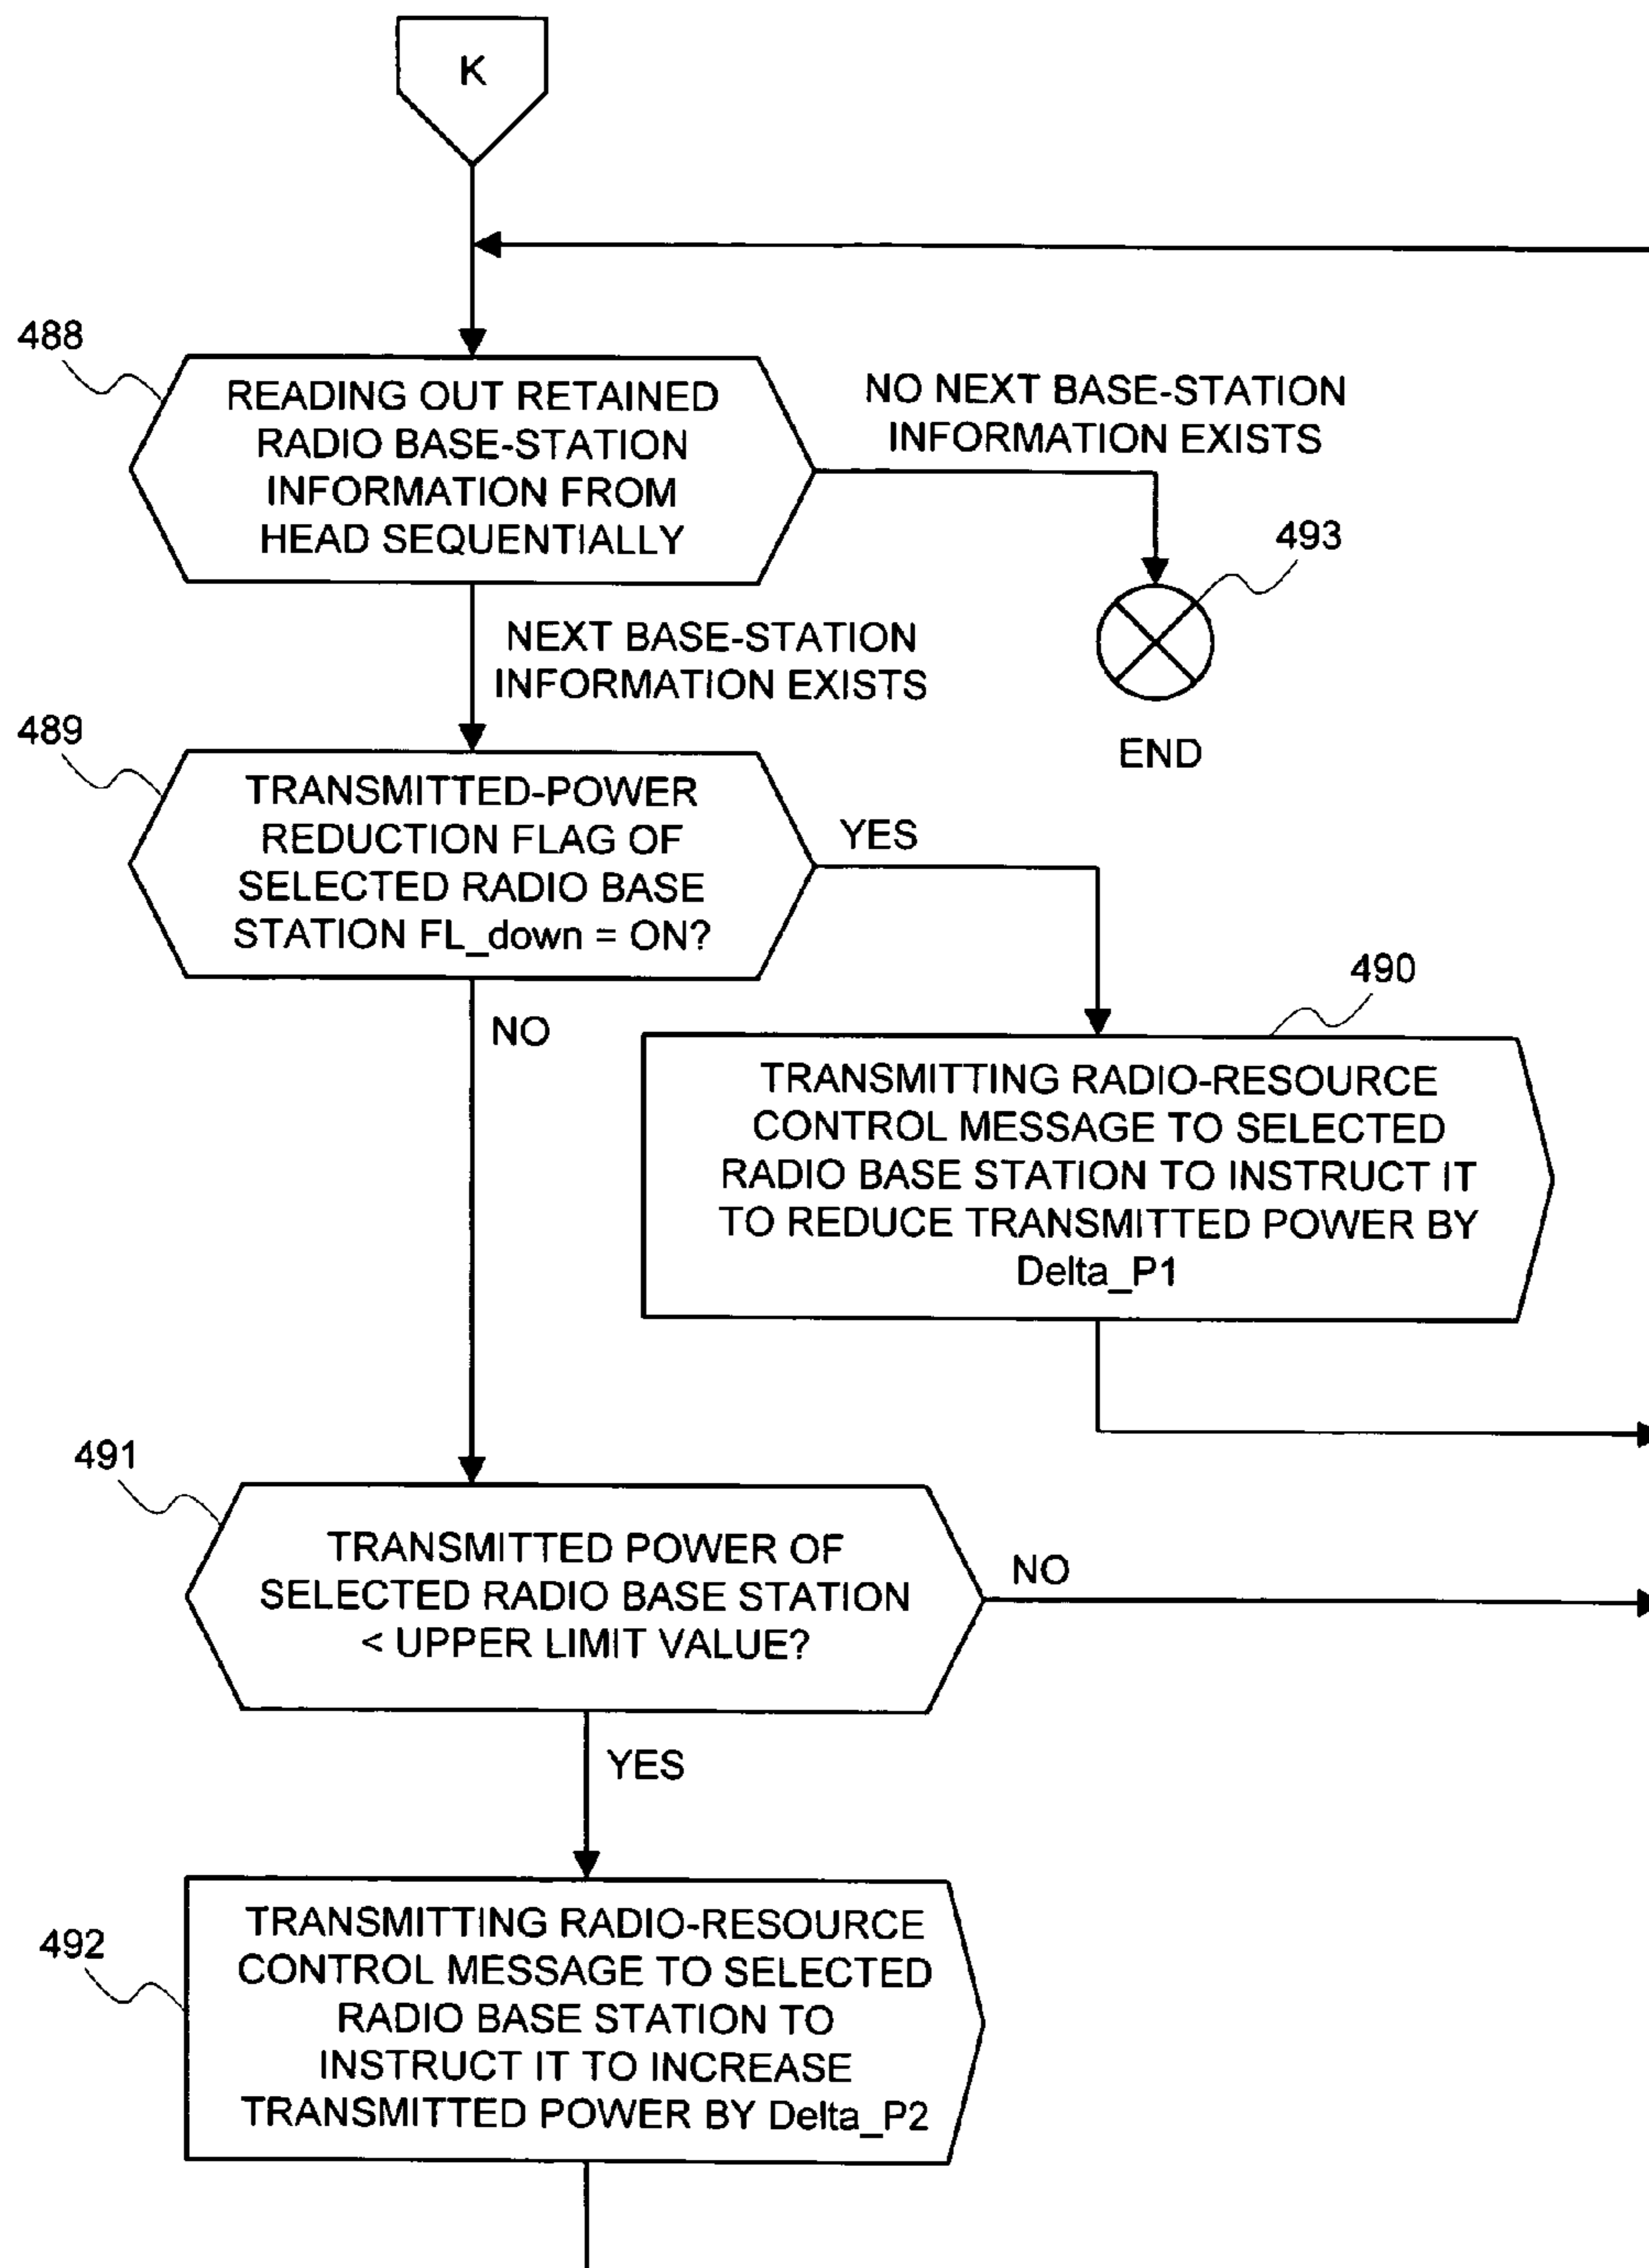 K
488
READING OUT RETAINED
RADIO BASE-STATION
INFORMATION FROM
HEAD SEQUENTIALLY
NO NEXT BASE-STATION
INFORMATION EXISTS
493
END
NEXT BASE-STATION
INFORMATION EXISTS
489
TRANSMITTED-POWER
REDUCTION FLAG OF
SELECTED RADIO BASE
STATION FL_down = ON?
YES
NO
490
TRANSMITTING RADIO-RESOURCE
CONTROL MESSAGE TO SELECTED
RADIO BASE STATION TO INSTRUCT IT
TO REDUCE TRANSMITTED POWER BY
Delta_P1
491
TRANSMITTED POWER OF
SELECTED RADIO BASE STATION
< UPPER LIMIT VALUE?
NO
YES
492
TRANSMITTING RADIO-RESOURCE
CONTROL MESSAGE TO SELECTED
RADIO BASE STATION TO
INSTRUCT IT TO INCREASE
TRANSMITTED POWER BY Delta_P2